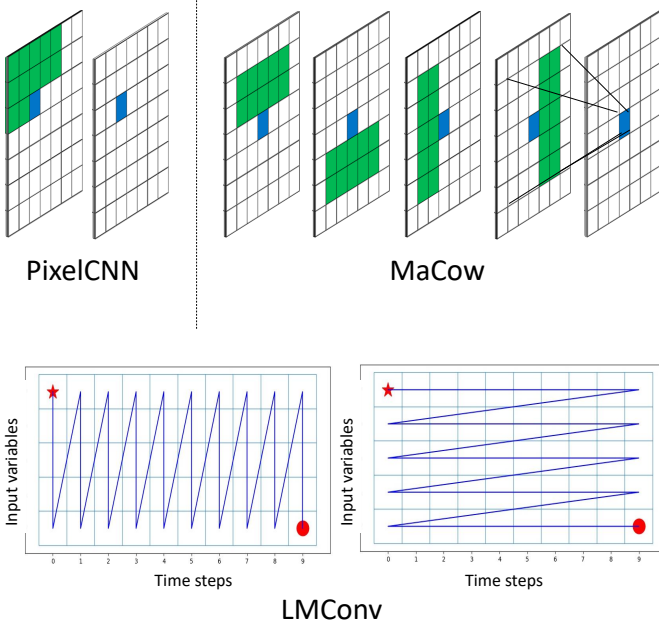 PixelCNN
MaCow
Input variables
0 1 2 3 4 5 6 7 8 9
Time steps
Input variables
0 1 2 3 4 5 6 7 8 9
Time steps
LMConv